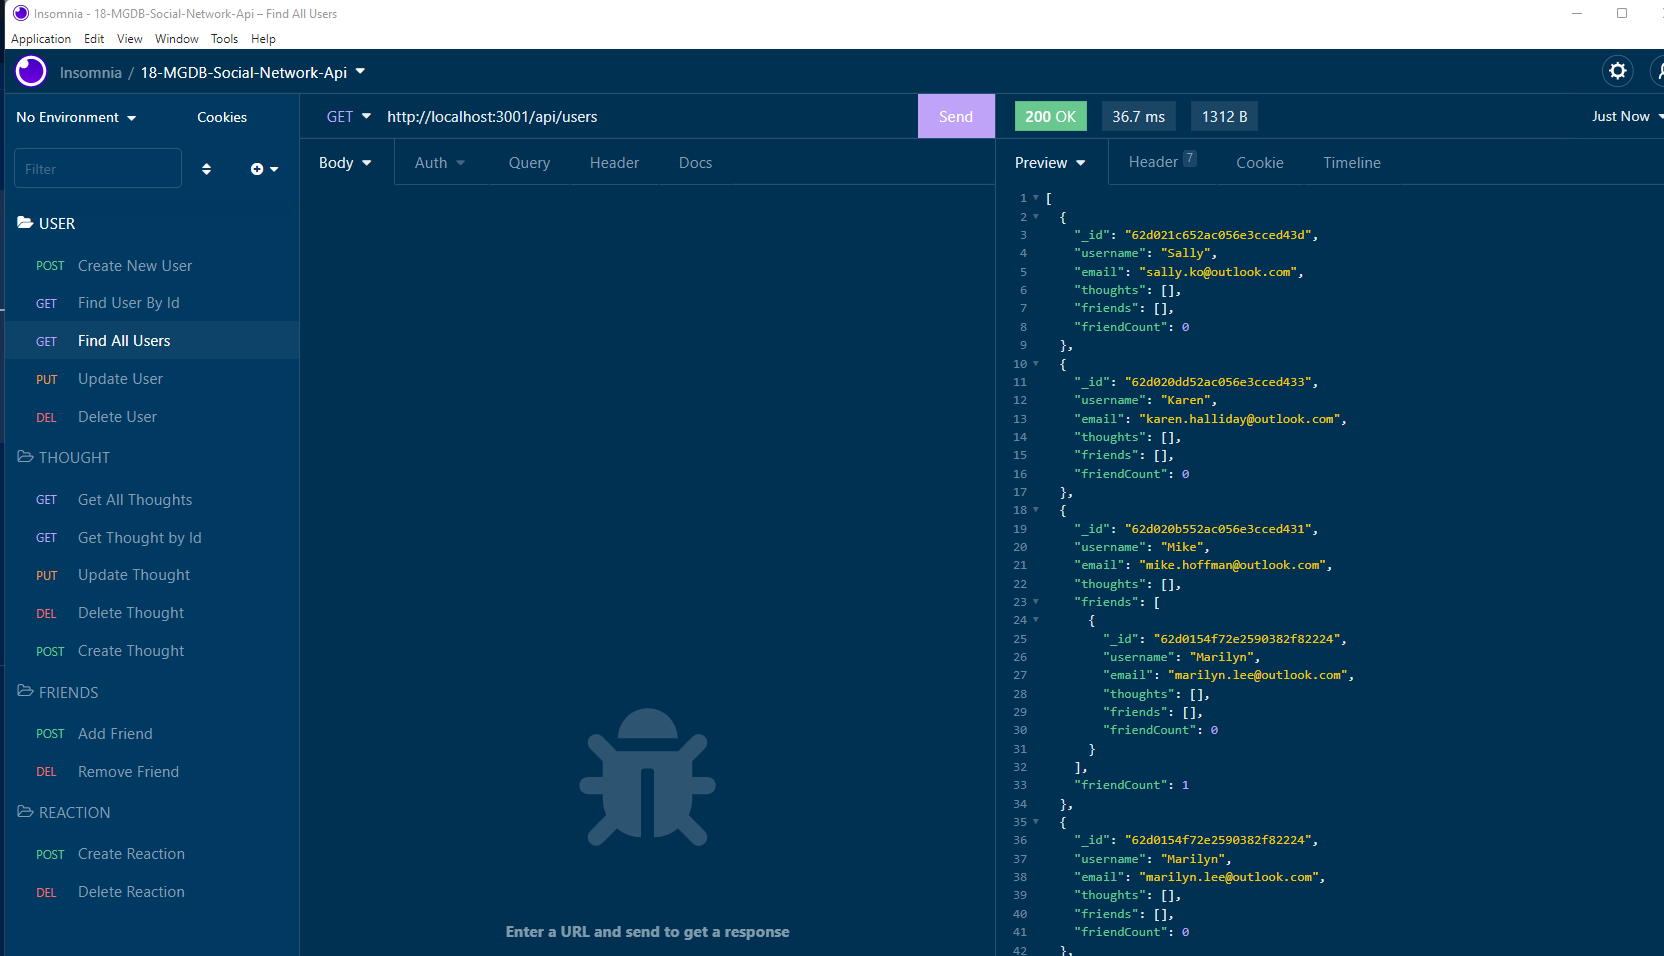 Insomnia - 18-MGDB-Social-Network-Api – Find All Users
Application Edit View Window Tools Help
Insomnia / 18-MGDB-Social-Network-Api
No Environment Cookies
Filter
USER
POST Create New User
GET Find User By Id
GET Find All Users
PUT Update User
DEL Delete User
THOUGHT
GET Get All Thoughts
GET Get Thought by Id
PUT Update Thought
DEL Delete Thought
POST Create Thought
FRIENDS
POST Add Friend
DEL Remove Friend
REACTION
POST Create Reaction
DEL Delete Reaction
GET http://localhost:3001/api/users Send
Body Auth Query Header Docs
Enter a URL and send to get a response
200 OK 36.7 ms 1312 B Just Now
Preview Header 7 Cookie Timeline
1 [
2 {
3 "_id": "62d021c652ac056e3cced43d",
4 "username": "Sally",
5 "email": "sally.ko@outlook.com",
6 "thoughts": [],
7 "friends": [],
8 "friendCount": 0
9 },
10 {
11 "_id": "62d020dd52ac056e3cced433",
12 "username": "Karen",
13 "email": "karen.halliday@outlook.com",
14 "thoughts": [],
15 "friends": [],
16 "friendCount": 0
17 },
18 {
19 "_id": "62d020b552ac056e3cced431",
20 "username": "Mike",
21 "email": "mike.hoffman@outlook.com",
22 "thoughts": [],
23 "friends": [
24 {
25 "_id": "62d0154f72e2590382f82224",
26 "username": "Marilyn",
27 "email": "marilyn.lee@outlook.com",
28 "thoughts": [],
29 "friends": [],
30 "friendCount": 0
31 }
32 ],
33 "friendCount": 1
34 },
35 {
36 "_id": "62d0154f72e2590382f82224",
37 "username": "Marilyn",
38 "email": "marilyn.lee@outlook.com",
39 "thoughts": [],
40 "friends": [],
41 "friendCount": 0
42 },